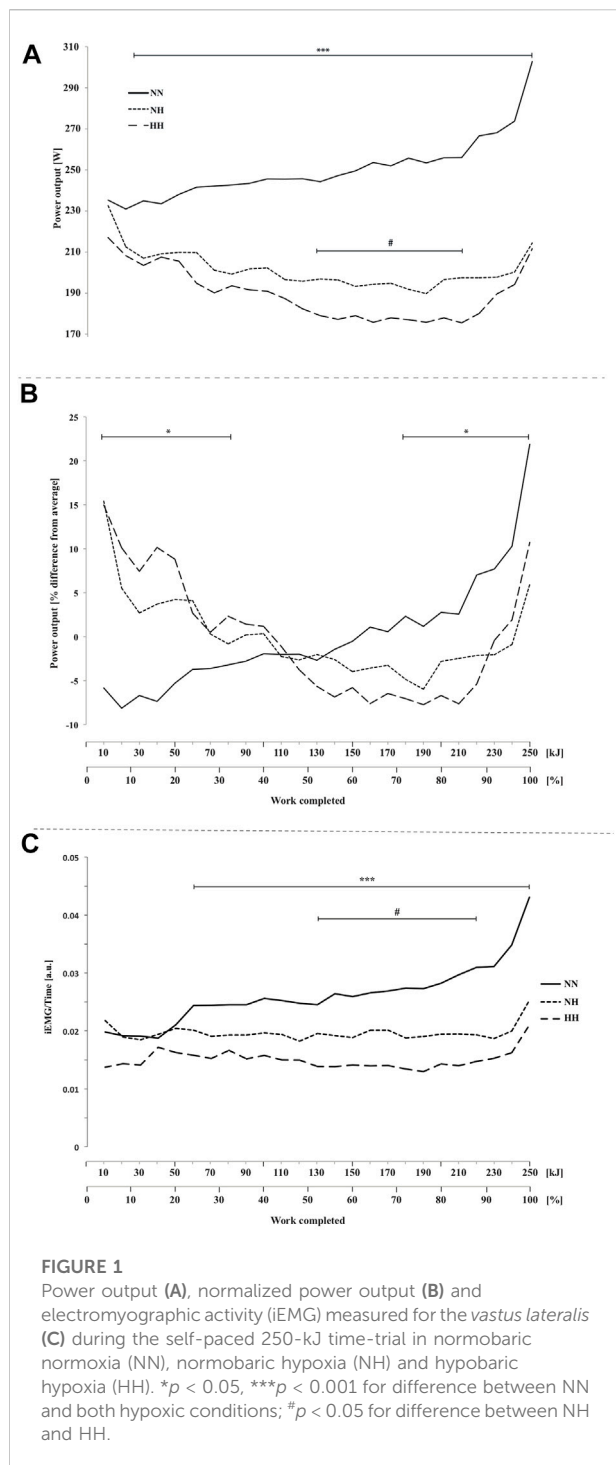 A
310
***
290
NN
NH
HH
270
Power output [W]
250
230
#
210
190
170
B
25
*
*
20
15
10
Power output [% difference from average]
5
0
-5
-10
10 30 50 70 90 110 130 150 170 190 210 230 250 [kJ]
0 10 20 30 40 50 60 70 80 90 100 [%]
Work completed
C
0.05
***
0.04
#
NN
0.03
NH
iEMG/Time [a.u.]
HH
0.02
0.01
0
10 30 50 70 90 110 130 150 170 190 210 230 250 [kJ]
0 10 20 30 40 50 60 70 80 90 100 [%]
Work completed
FIGURE 1
Power output (A), normalized power output (B) and
electromyographic activity (iEMG) measured for the vastus lateralis
(C) during the self-paced 250-kJ time-trial in normobaric
normoxia (NN), normobaric hypoxia (NH) and hypobaric
hypoxia (HH). *p < 0.05, ***p < 0.001 for difference between NN
and both hypoxic conditions; #p < 0.05 for difference between NH
and HH.